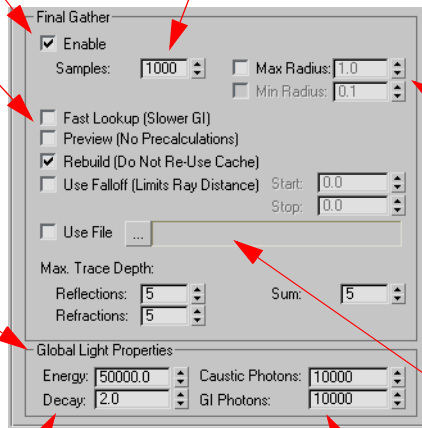 Final Gather
Enable
Samples: 1000 Max Radius: 1.0
Min Radius: 0.1
Fast Lookup (Slower GI)
Preview (No Precalculations)
Rebuild (Do Not Re-Use Cache)
Use Falloff (Limits Ray Distance) Start: 0.0
Stop: 0.0
Use File ...
Max. Trace Depth:
Reflections: 5 Sum: 5
Refractions: 5
Global Light Properties
Energy: 50000.0 Caustic Photons: 10000
Decay: 2.0 GI Photons: 10000